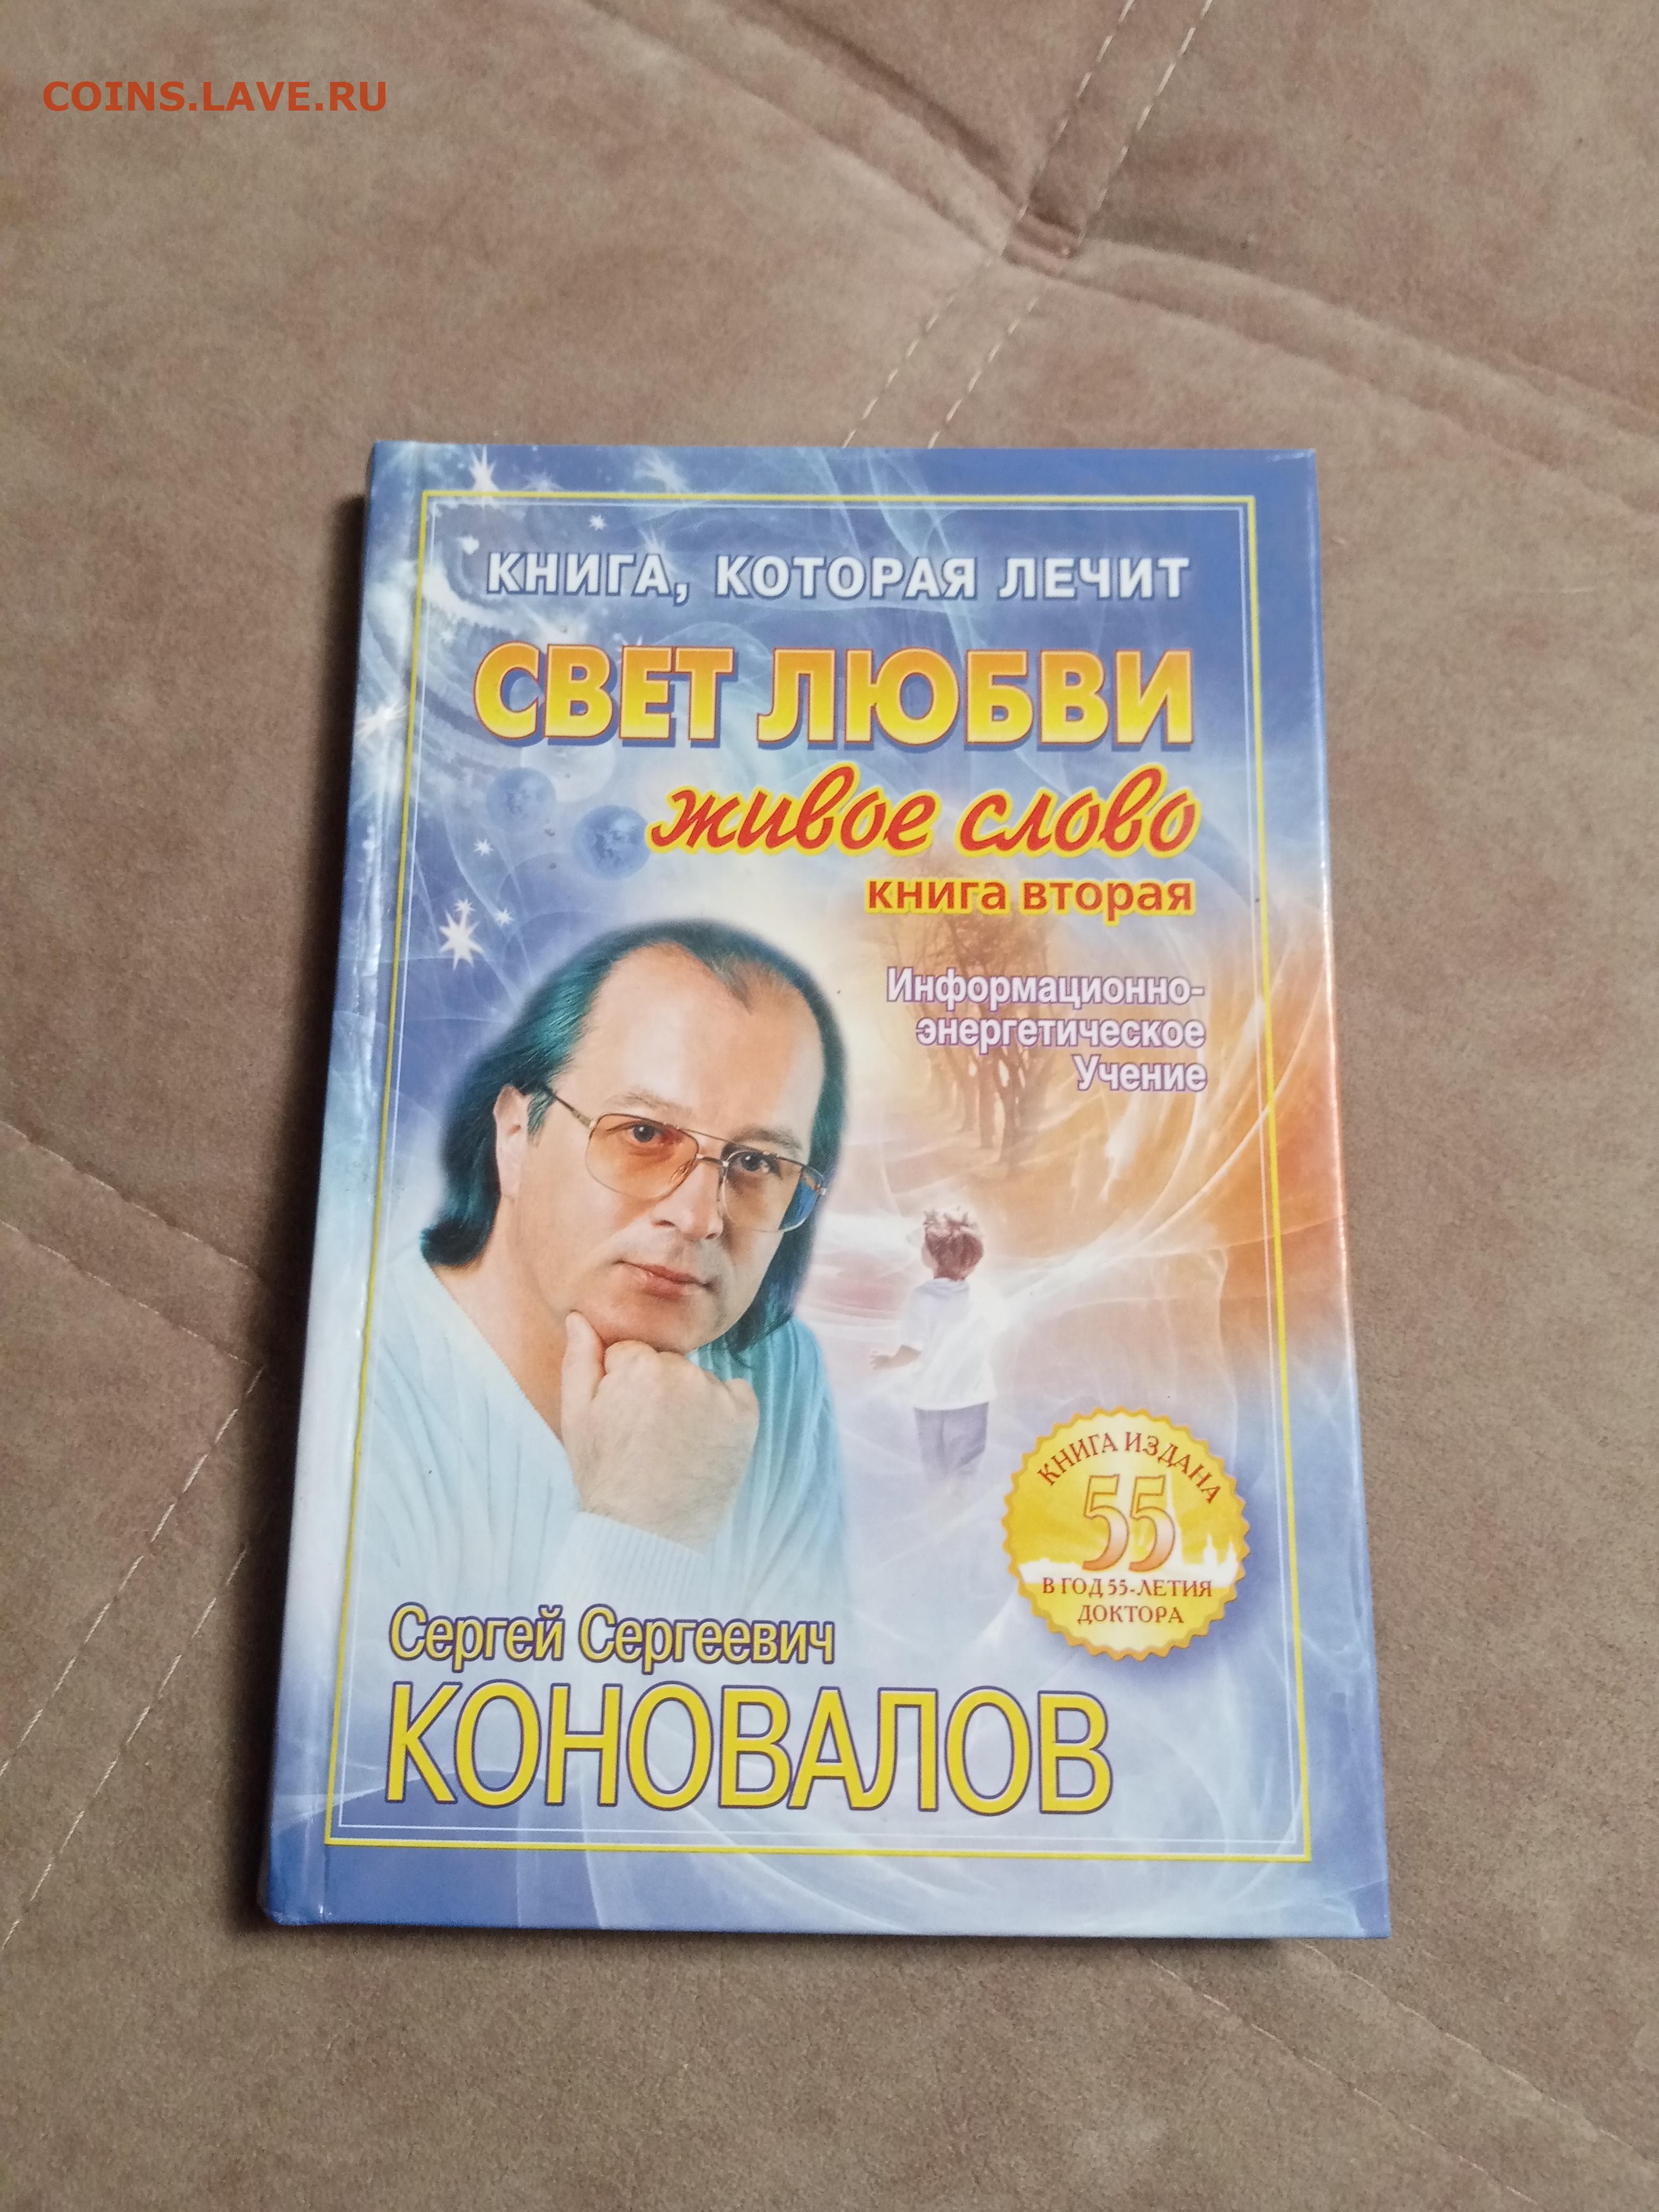 COINS.LAVE.RU
КНИГА, КОТОРАЯ ЛЕЧИТ
СВЕТ ЛЮБВИ
живое слово
книга вторая
Информационно-
энергетическое
Учение
КНИГА ИЗДАНА
55
В ГОД 55-ЛЕТИЯ
ДОКТОРА
Сергей Сергеевич
КОНОВАЛОВ